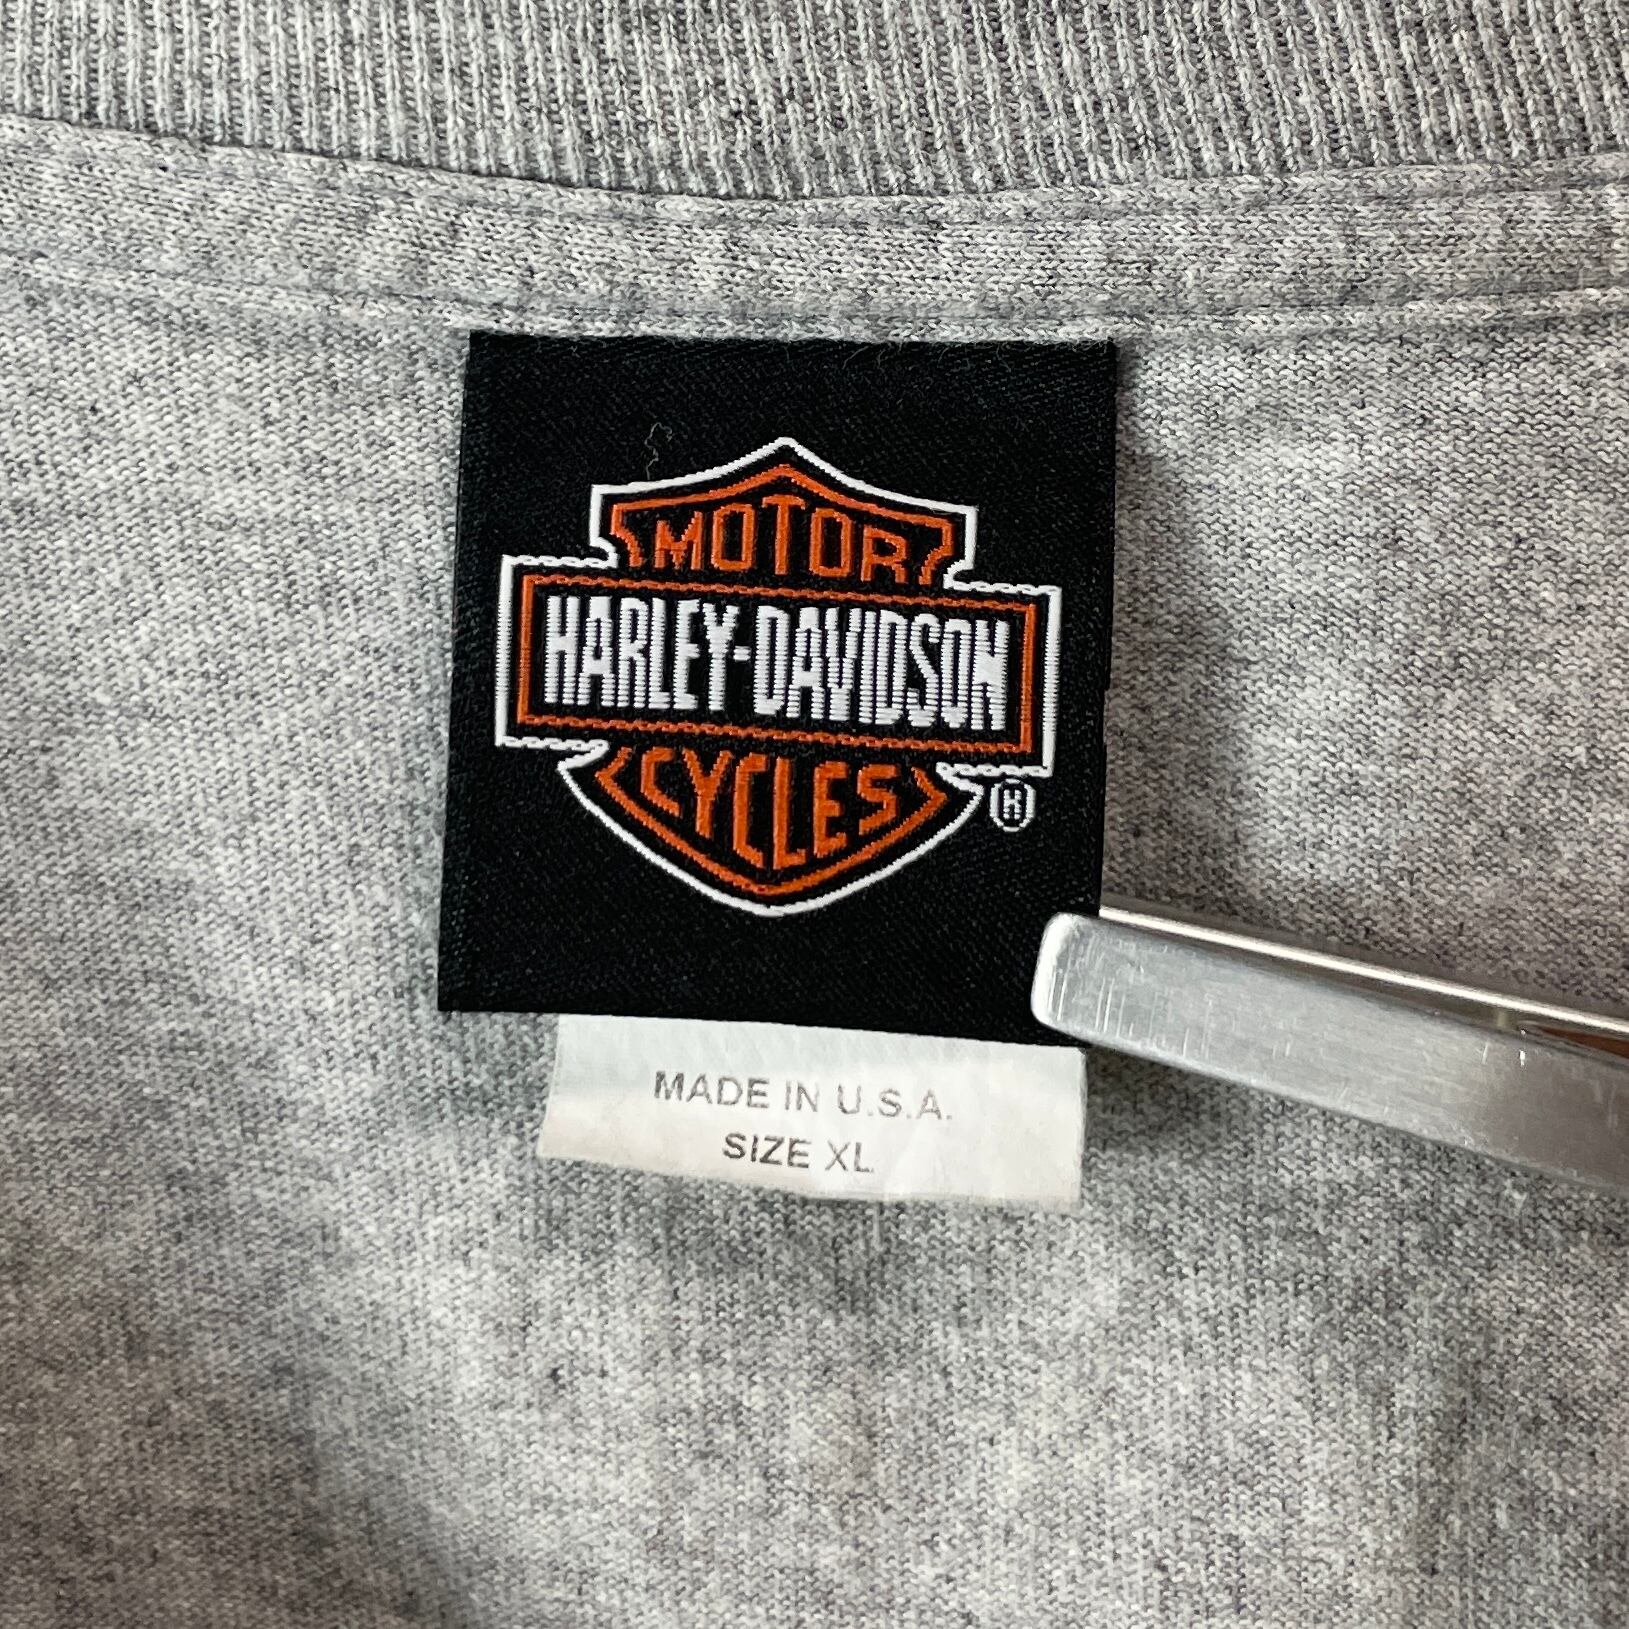 MOTOR
HARLEY-DAVIDSON
CYCLES
®
MADE IN U.S.A.
SIZE XL